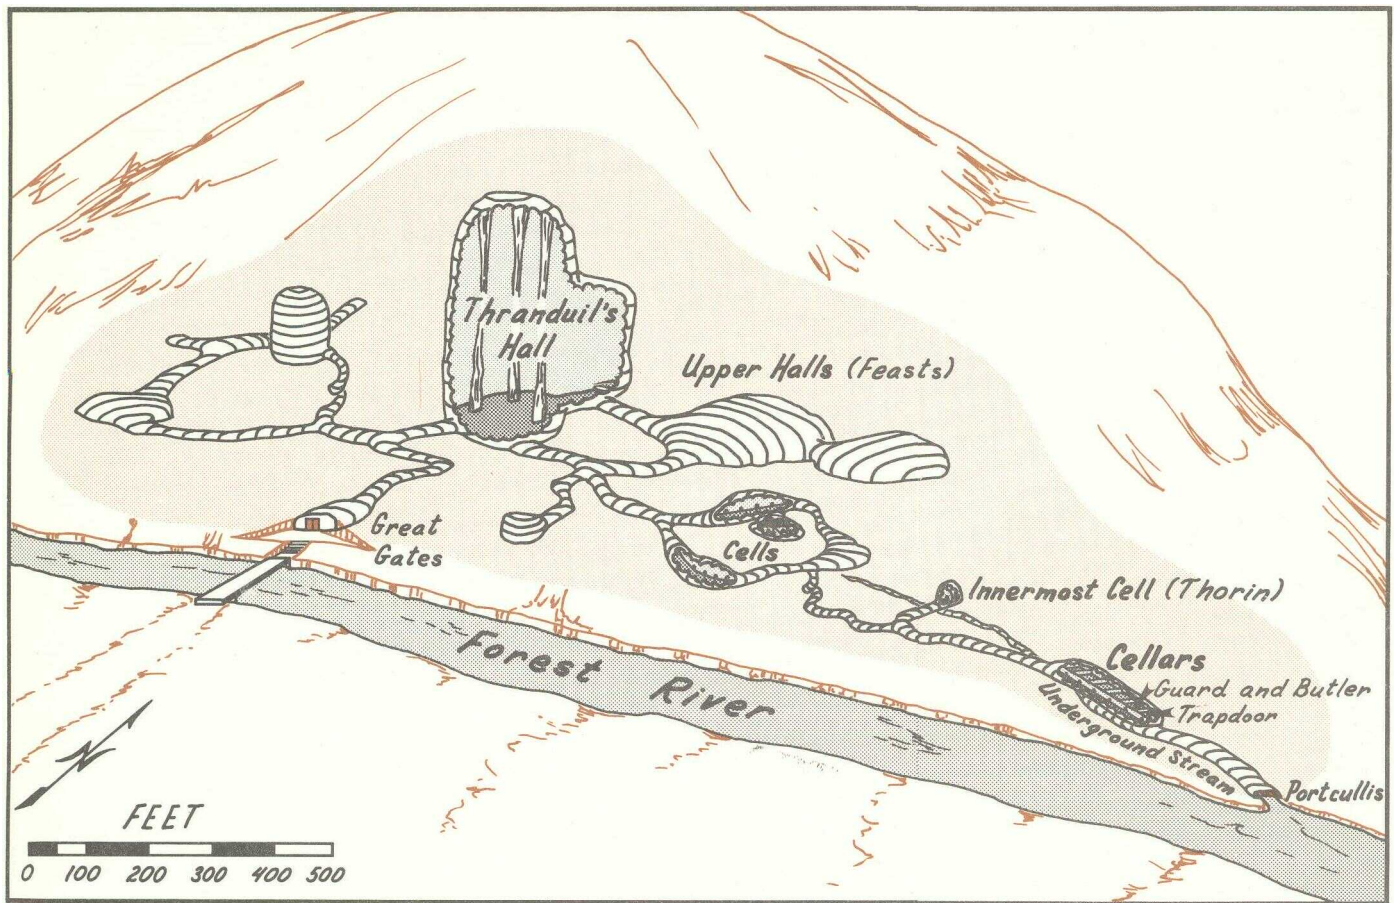 Thranduil's
Hall
Upper Halls (Feasts)
Great
Gates
Cells
Innermost Cell (Thorin)
Cellars
Guard and Butler
Trapdoor
Underground Stream
Portcullis
Forest River
N
FEET
0 100 200 300 400 500